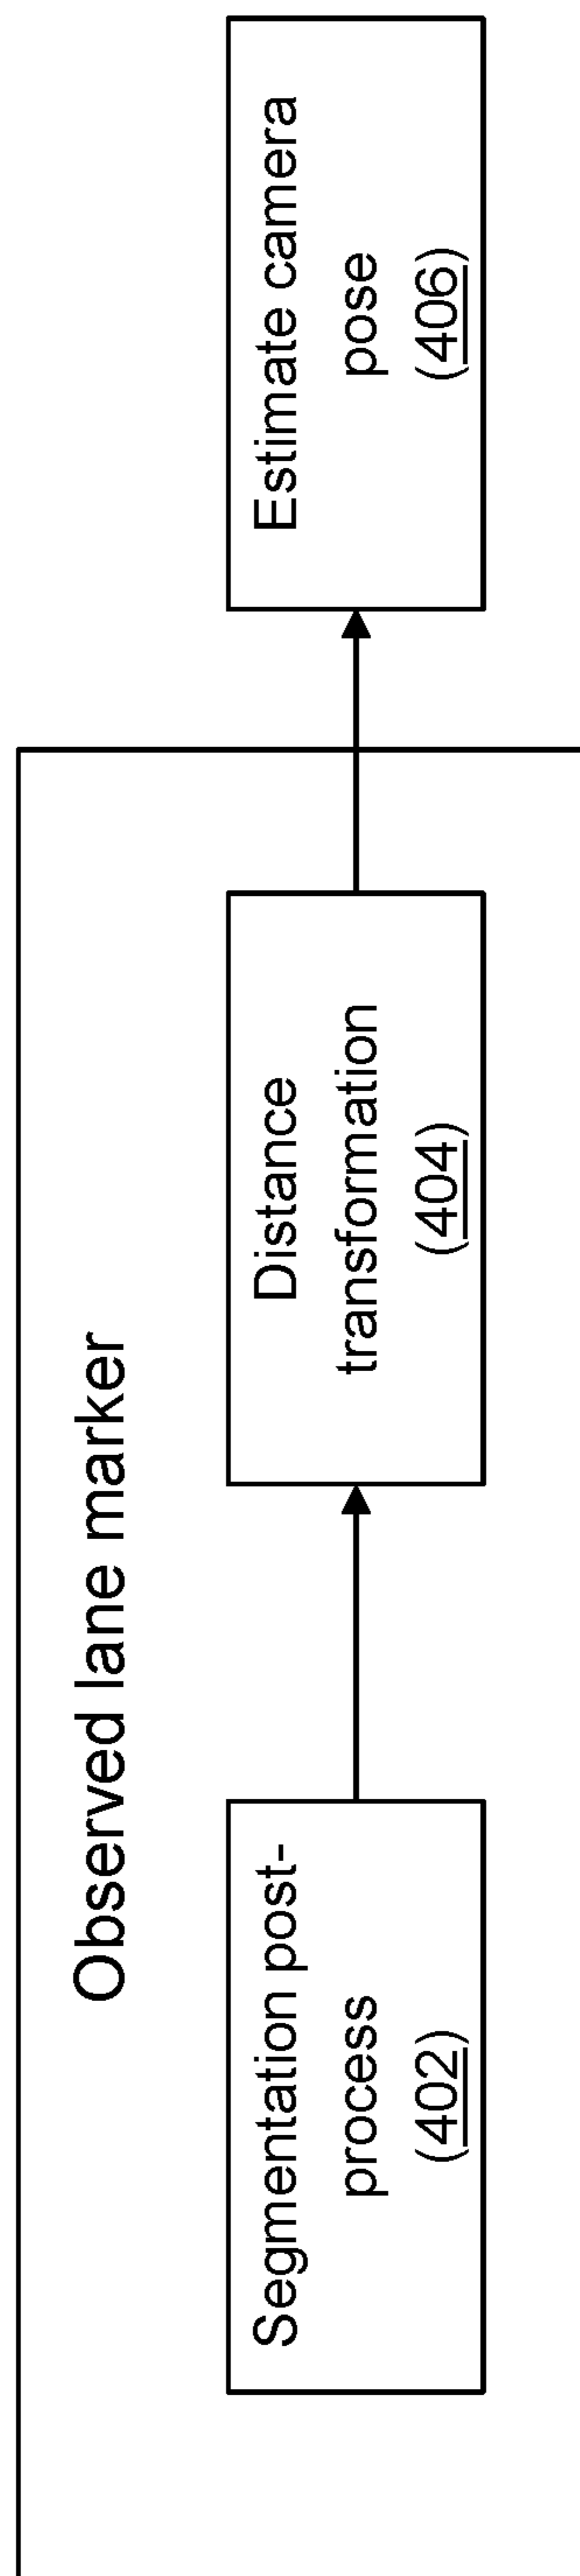 Observed lane marker
Segmentation post-
process
(402)
Distance
transformation
(404)
Estimate camera
pose
(406)